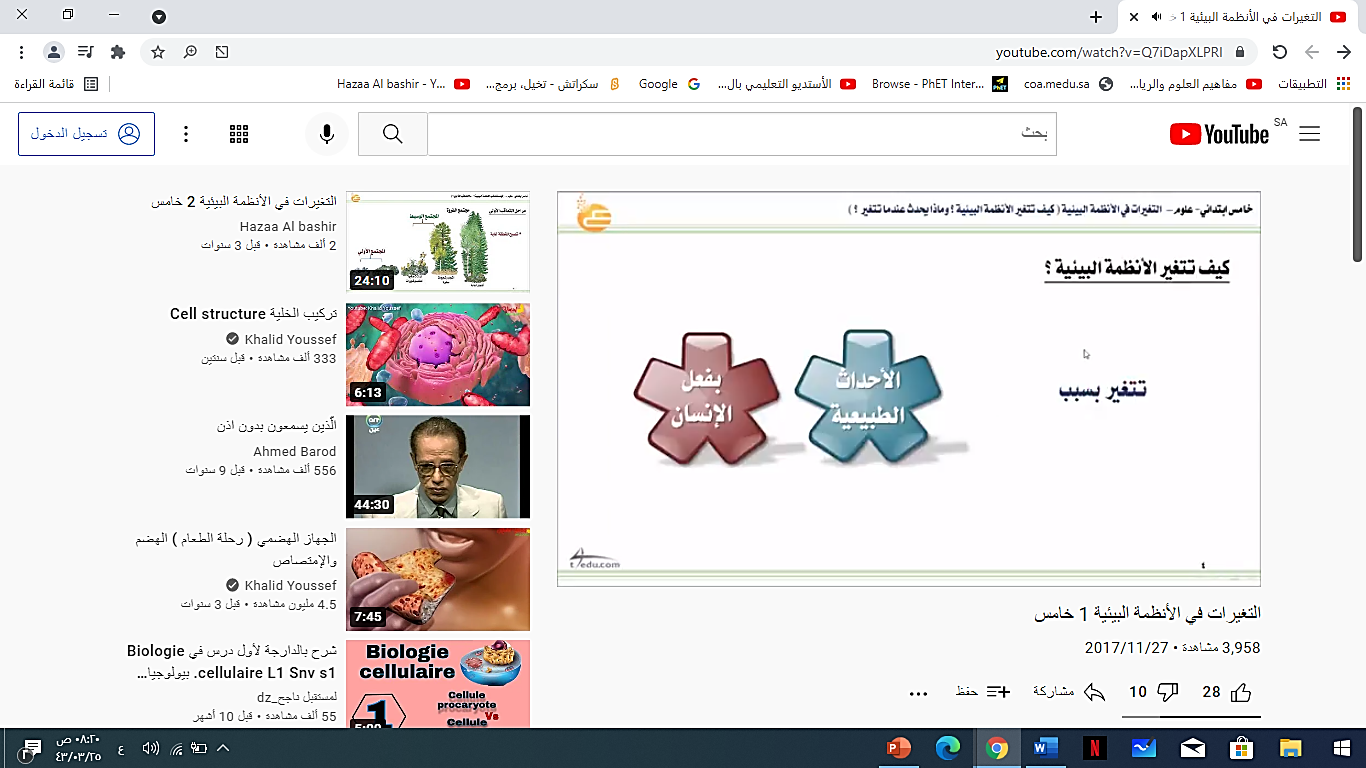 التغيرات في الأنظمة البيئية 1 >
youtube.com/watch?v=Q7iDapXLPRI
التطبيقات
مفاهيم العلوم والريا...
coa.medu.sa
Browse - PhET Inter...
الأستديو التعليمي بال...
Google
سكراتش - تخيل، برمج...
Hazaa Al bashir - Y...
قائمة القراءة
YouTube SA
بحث
تسجيل الدخول
خامس ابتدائي- علوم – التغيرات في الأنظمة البيئية ( كيف تتغير الأنظمة البيئية ؟ وماذا يحدث عندما تتغير ؟ )
كيف تتغير الأنظمة البيئية ؟
تتغير بسبب
الأحداث
الطبيعية
بفعل
الإنسان
٤
التغيرات في الأنظمة البيئية 1 خامس
3,958 مشاهدة • 2017/11/27
28
10
مشاركة
حفظ
التغيرات في الأنظمة البيئية 2 خامس
Hazaa Al bashir
2 ألف مشاهدة • قبل 3 سنوات
24:10
تركيب الخلية Cell structure
Khalid Youssef
333 ألف مشاهدة • قبل سنتين
6:13
الّذين يسمعون بدون اذن
Ahmed Barod
556 ألف مشاهدة • قبل 9 سنوات
44:30
الجهاز الهضمي ( رحلة الطعام ) الهضم
والإمتصاص
Khalid Youssef
4.5 مليون مشاهدة • قبل 3 سنوات
7:45
شرح بالدارجة لأول درس في Biologie
cellulaire L1 Snv s1. بيولوجيا...
لمستقبل ناجح_dz
55 ألف مشاهدة • قبل 10 أشهر
Biologie
cellulaire
Cellule
procaryote
Vs
Cellule
1
٠٨:٢٠ ص
٤٣/٠٣/٢٥
ع